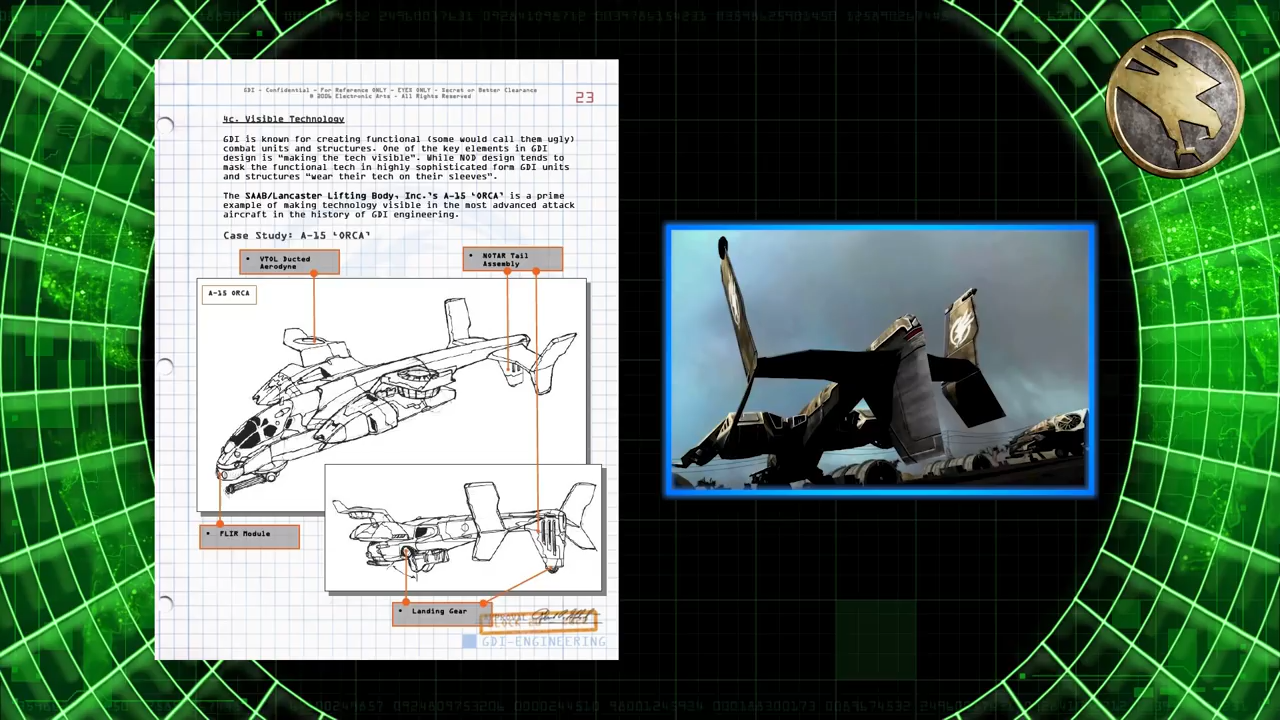 GDI - Confidential - For Reference ONLY - EYES ONLY - Secret or Better Clearance
© 2006 Electronic Arts - All Rights Reserved
23
4c. Visible Technology
GDI is known for creating functional (some would call them ugly)
combat units and structures. One of the key elements in GDI
design is "making the tech visible". While NOD design tends to
mask the functional tech in highly sophisticated form GDI units
and structures "wear their tech on their sleeves".
The SAAB/Lancaster Lifting Body, Inc.'s A-15 'ORCA' is a prime
example of making technology visible in the most advanced attack
aircraft in the history of GDI engineering.
Case Study: A-15 'ORCA'
• VTOL Ducted
Aerodyne
• NOTAR Tail
Assembly
A-15 ORCA
• FLIR Module
• Landing Gear
GDI-ENGINEERING